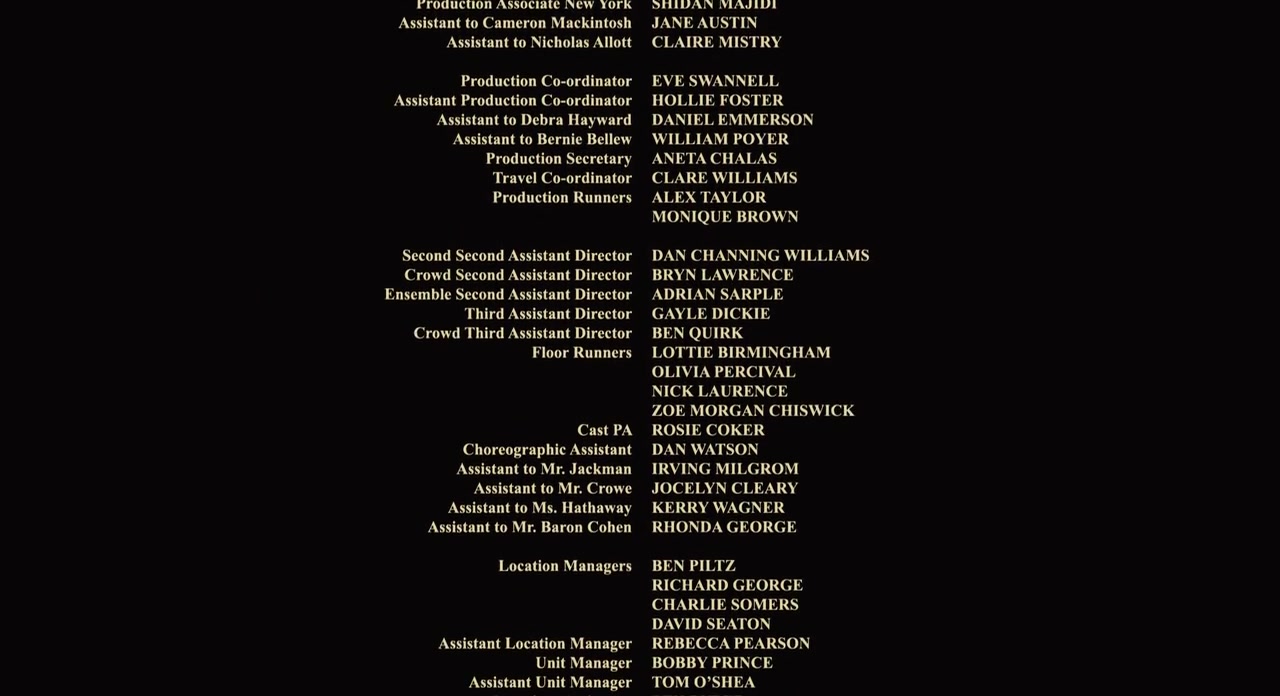 Production Associate New York SHIDAN MAJIDI
Assistant to Cameron Mackintosh JANE AUSTIN
Assistant to Nicholas Allott CLAIRE MISTRY
Production Co-ordinator EVE SWANNELL
Assistant Production Co-ordinator HOLLIE FOSTER
Assistant to Debra Hayward DANIEL EMMERSON
Assistant to Bernie Bellew WILLIAM POYER
Production Secretary ANETA CHALAS
Travel Co-ordinator CLARE WILLIAMS
Production Runners ALEX TAYLOR
MONIQUE BROWN
Second Second Assistant Director DAN CHANNING WILLIAMS
Crowd Second Assistant Director BRYN LAWRENCE
Ensemble Second Assistant Director ADRIAN SARPLE
Third Assistant Director GAYLE DICKIE
Crowd Third Assistant Director BEN QUIRK
Floor Runners LOTTIE BIRMINGHAM
OLIVIA PERCIVAL
NICK LAURENCE
ZOE MORGAN CHISWICK
Cast PA ROSIE COKER
Choreographic Assistant DAN WATSON
Assistant to Mr. Jackman IRVING MILGROM
Assistant to Mr. Crowe JOCELYN CLEARY
Assistant to Ms. Hathaway KERRY WAGNER
Assistant to Mr. Baron Cohen RHONDA GEORGE
Location Managers BEN PILTZ
RICHARD GEORGE
CHARLIE SOMERS
DAVID SEATON
Assistant Location Manager REBECCA PEARSON
Unit Manager BOBBY PRINCE
Assistant Unit Manager TOM O'SHEA